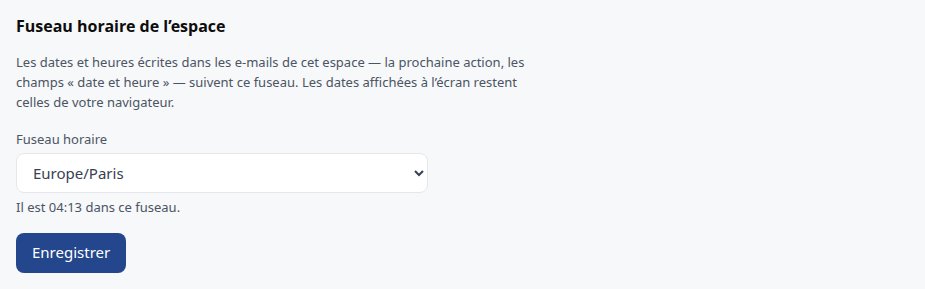 Fuseau horaire de l’espace
Les dates et heures écrites dans les e-mails de cet espace — la prochaine action, les
champs « date et heure » — suivent ce fuseau. Les dates affichées à l’écran restent
celles de votre navigateur.
Fuseau horaire
Europe/Paris
Il est 04:13 dans ce fuseau.
Enregistrer